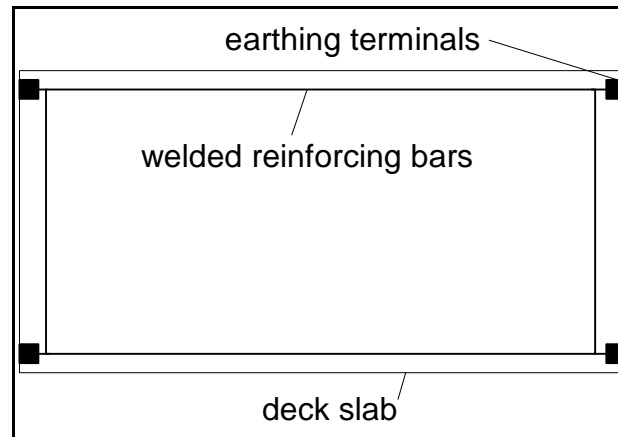 earthing terminals
welded reinforcing bars
deck slab